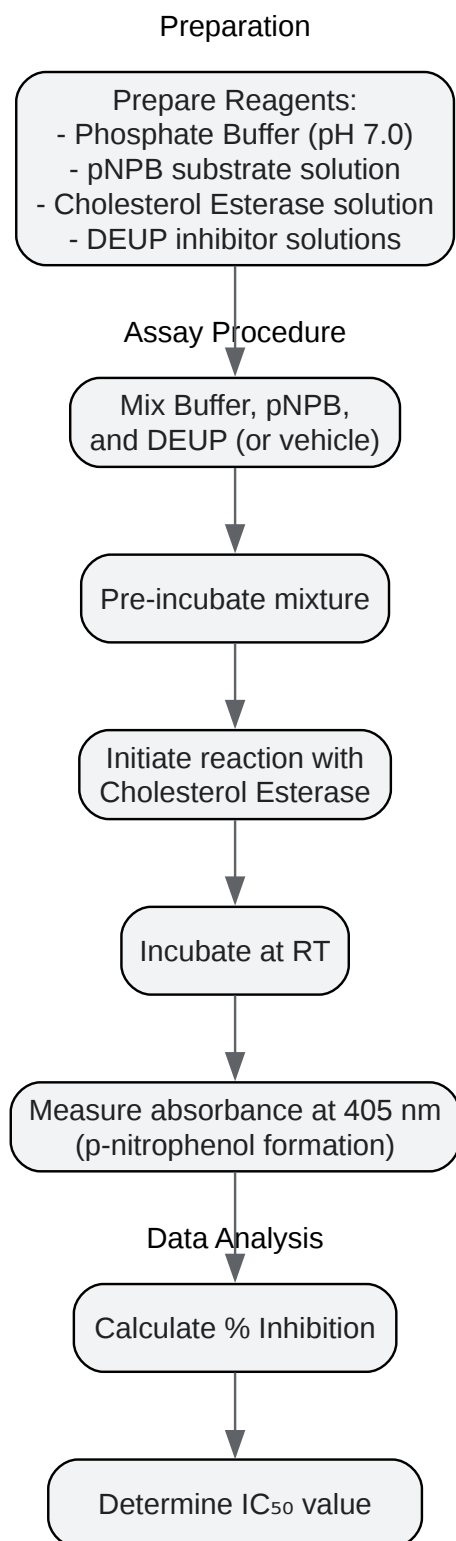 Preparation
Prepare Reagents:
- Phosphate Buffer (pH 7.0)
- pNPB substrate solution
- Cholesterol Esterase solution
- DEUP inhibitor solutions
Assay Procedure
Mix Buffer, pNPB,
and DEUP (or vehicle)
Pre-incubate mixture
Initiate reaction with
Cholesterol Esterase
Incubate at RT
Measure absorbance at 405 nm
(p-nitrophenol formation)
Data Analysis
Calculate % Inhibition
Determine IC₅₀ value